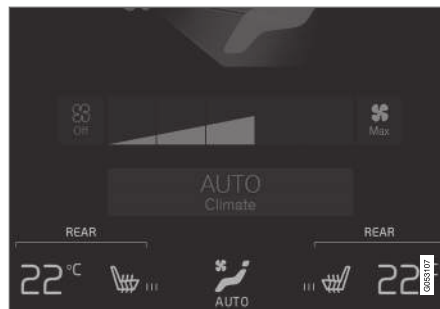 Off
Max
AUTO
Climate
REAR REAR
22°C 22°
AUTO
G053107